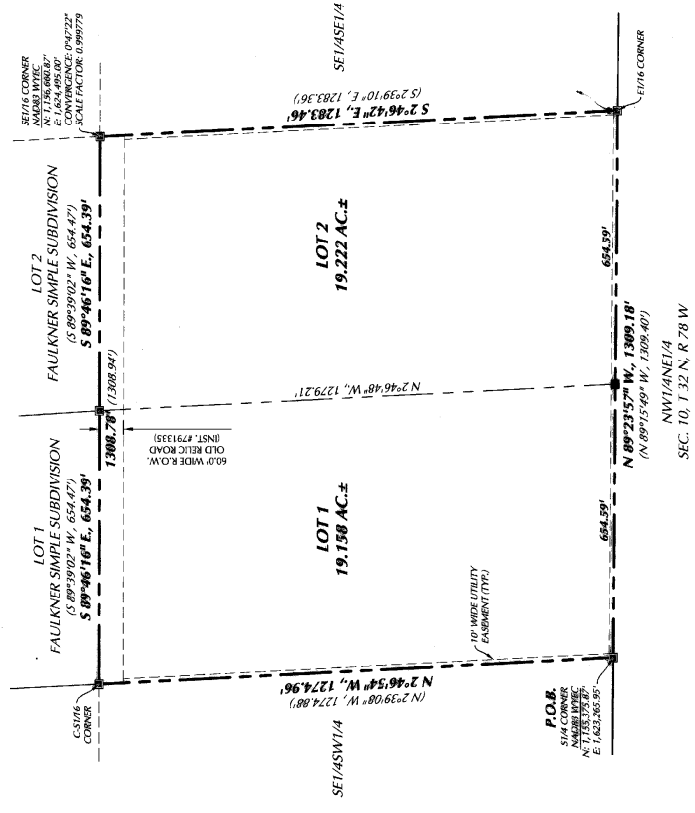 SE1/16 CORNER
NAD83 WYEC
N: 1,156,660.87'
E: 1,624,495.00'
CONVERGENCE: 0°47'22"
SCALE FACTOR: 0.999779
LOT 2
FAULKNER SIMPLE SUBDIVISION
(S 89°39'02" W, 654.47')
S 89°46'16" E., 654.39'
LOT 1
FAULKNER SIMPLE SUBDIVISION
(S 89°39'02" W, 654.47')
S 89°46'16" E., 654.39'
1308.78' (1308.94')
60.0' WIDE R.O.W.
OLD RELIC ROAD
(INST. #791335)
C-S1/16
CORNER
SE1/4SE1/4
(S 2°39'10" E, 1283.36')
S 2°46'42" E., 1283.46'
LOT 2
19.222 AC.±
N 2°46'48" W., 1279.21'
LOT 1
19.158 AC.±
10' WIDE UTILITY
EASEMENT (TYP.)
N 2°46'54" W., 1274.96'
(N 2°39'08" W, 1274.88')
SE1/4SW1/4
E1/16 CORNER
654.59'
654.59'
N 89°23'57" W., 1309.18'
(N 89°15'49" W, 1309.40')
NW1/4NE1/4
SEC. 10, T 32 N, R 78 W
P.O.B.
S1/4 CORNER
NAD83 WYEC
N: 1,155,375.87'
E: 1,623,265.95'